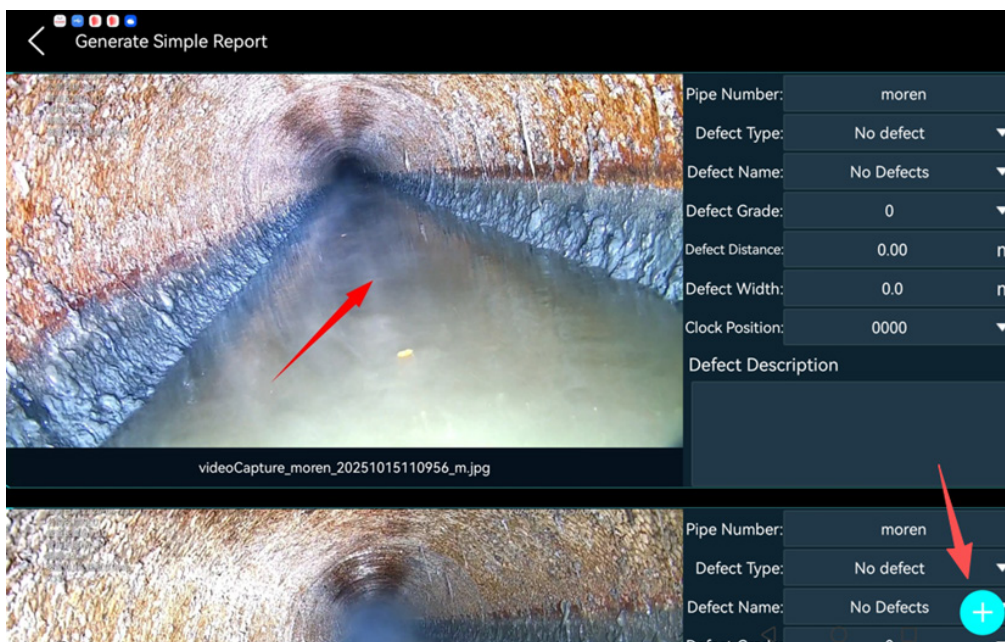 Generate Simple Report
Pipe Number: moren
Defect Type: No defect
Defect Name: No Defects
Defect Grade: 0
Defect Distance: 0.00
Defect Width: 0.0
Clock Position: 0000
Defect Description
videoCapture_moren_20251015110956_m.jpg
Pipe Number: moren
Defect Type: No defect
Defect Name: No Defects